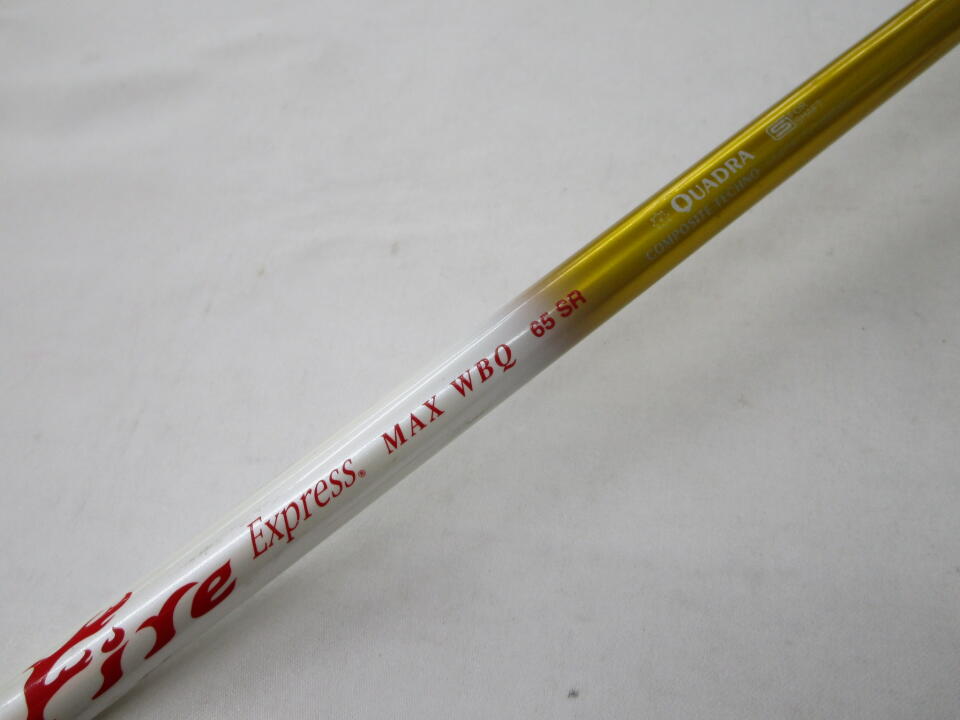 Fire Express® MAX WBQ 65 SR
QUADRA
COMPOSITE TECHNO
S